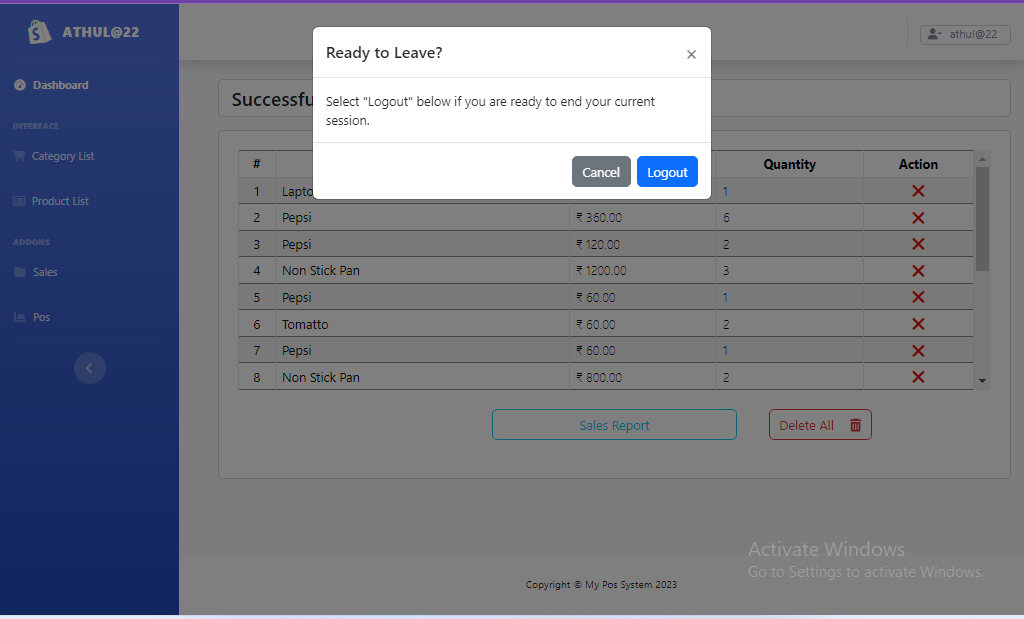 ATHUL@22
athul@22
Dashboard
INTERFACE
Category List
Product List
ADDONS
Sales
Pos
Ready to Leave?
×
Select "Logout" below if you are ready to end your current
session.
Cancel
Logout
# Quantity Action
1 1
2 Pepsi ₹ 360.00 6
3 Pepsi ₹ 120.00 2
4 Non Stick Pan ₹ 1200.00 3
5 Pepsi ₹ 60.00 1
6 Tomatto ₹ 60.00 2
7 Pepsi ₹ 60.00 1
8 Non Stick Pan ₹ 800.00 2
Sales Report
Delete All
Activate Windows
Go to Settings to activate Windows.
Copyright © My Pos System 2023